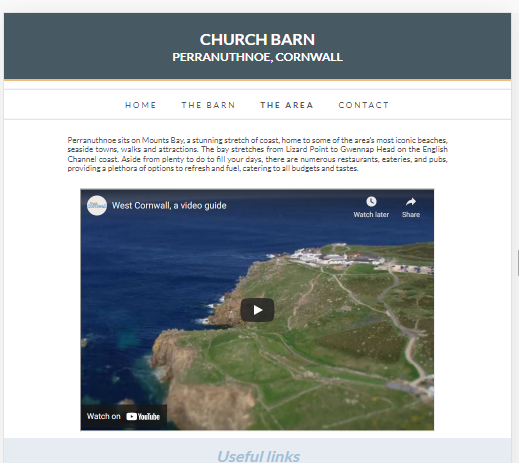 CHURCH BARN
PERRANUTHNOE, CORNWALL
HOME THE BARN THE AREA CONTACT
Perranuthnoe sits on Mounts Bay, a stunning stretch of coast, home to some of the area's most iconic beaches,
seaside towns, walks and attractions. The bay stretches from Lizard Point to Gwennap Head on the English
Channel coast. Aside from plenty to do to fill your days, there are numerous restaurants, eateries, and pubs,
providing a plethora of options to refresh and fuel, catering to all budgets and tastes.
West Cornwall, a video guide
Watch later Share
Watch on YouTube
Useful links